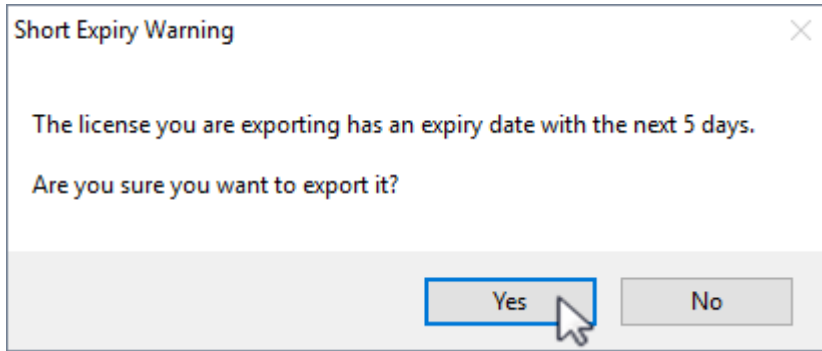 Short Expiry Warning
The license you are exporting has an expiry date with the next 5 days.
Are you sure you want to export it?
Yes
No